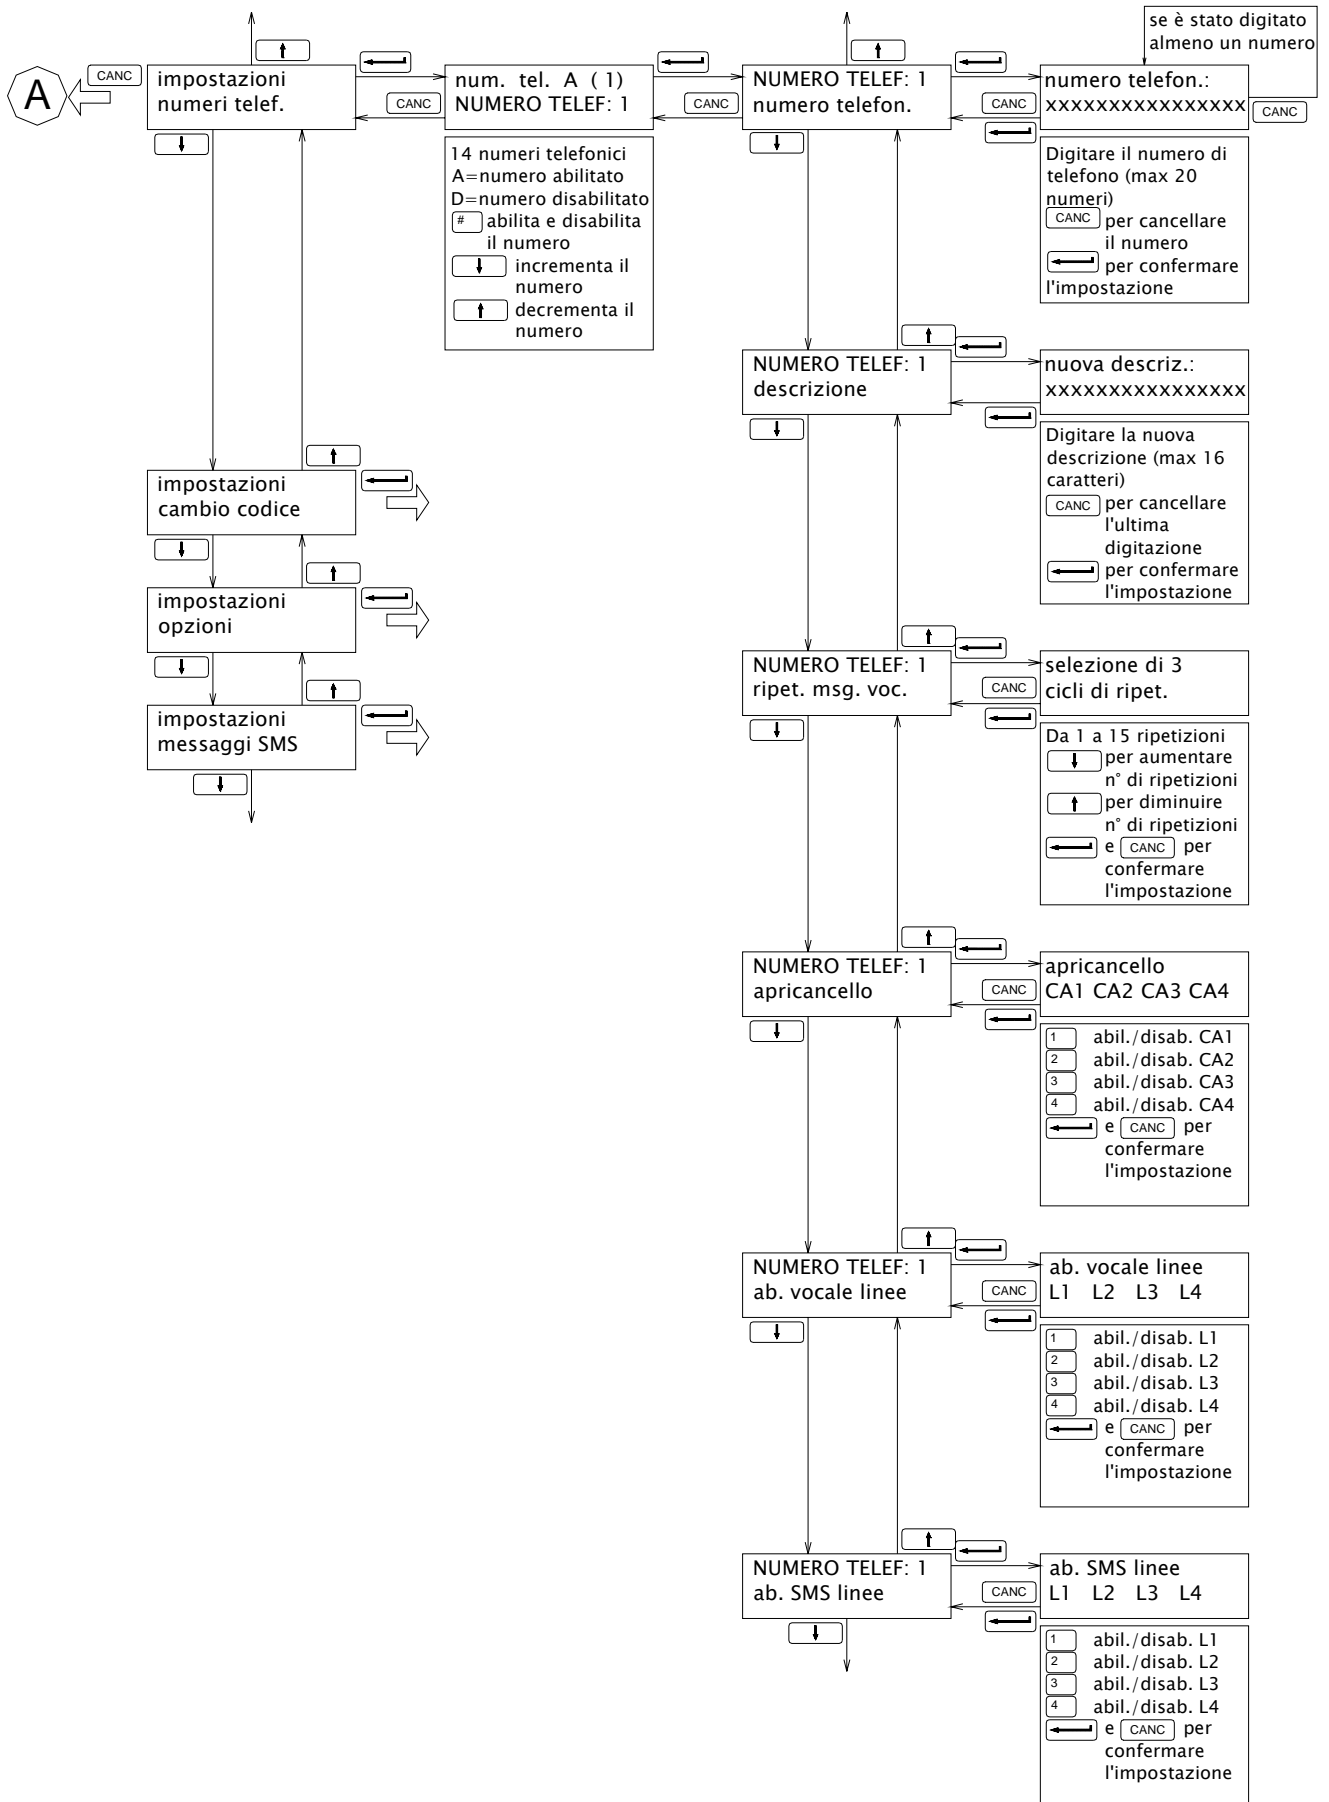 se è stato digitato
almeno un numero
A
CANC
impostazioni
numeri telef.
num. tel. A ( 1)
NUMERO TELEF: 1
CANC
NUMERO TELEF: 1
numero telefon.
CANC
numero telefon.:
xxxxxxxxxxxxxxxx
CANC
CANC
14 numeri telefonici
A=numero abilitato
D=numero disabilitato
# abilita e disabilita
il numero
incrementa il
numero
decrementa il
numero
Digitare il numero di
telefono (max 20
numeri)
CANC per cancellare
il numero
per confermare
l'impostazione
NUMERO TELEF: 1
descrizione
nuova descriz.:
xxxxxxxxxxxxxxxx
Digitare la nuova
descrizione (max 16
caratteri)
CANC per cancellare
l'ultima
digitazione
per confermare
l'impostazione
impostazioni
cambio codice
impostazioni
opzioni
impostazioni
messaggi SMS
NUMERO TELEF: 1
ripet. msg. voc.
CANC
selezione di 3
cicli di ripet.
Da 1 a 15 ripetizioni
per aumentare
n° di ripetizioni
per diminuire
n° di ripetizioni
e CANC per
confermare
l'impostazione
NUMERO TELEF: 1
apricancello
CANC
apricancello
CA1 CA2 CA3 CA4
1 abil./disab. CA1
2 abil./disab. CA2
3 abil./disab. CA3
4 abil./disab. CA4
e CANC per
confermare
l'impostazione
NUMERO TELEF: 1
ab. vocale linee
CANC
ab. vocale linee
L1 L2 L3 L4
1 abil./disab. L1
2 abil./disab. L2
3 abil./disab. L3
4 abil./disab. L4
e CANC per
confermare
l'impostazione
NUMERO TELEF: 1
ab. SMS linee
CANC
ab. SMS linee
L1 L2 L3 L4
1 abil./disab. L1
2 abil./disab. L2
3 abil./disab. L3
4 abil./disab. L4
e CANC per
confermare
l'impostazione